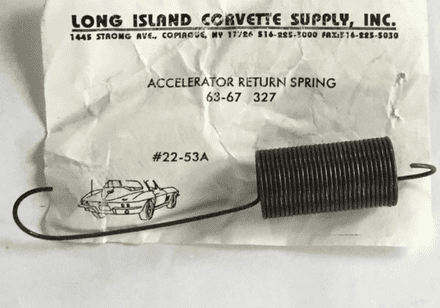 LONG ISLAND CORVETTE SUPPLY, INC.
1445 STRONG AVE., COPIAGUE, NY 11726 516-225-3000 FAX:516-225-5030
ACCELERATOR RETURN SPRING
63-67 327
#22-53A